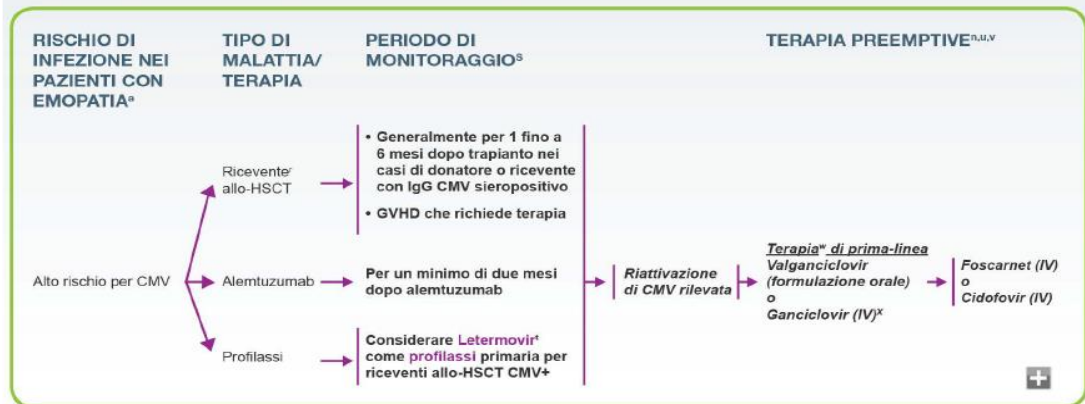 RISCHIO DI
INFEZIONE NEI
PAZIENTI CON
EMOPATIAᵃ
TIPO DI
MALATTIA/
TERAPIA
PERIODO DI
MONITORAGGIOˢ
TERAPIA PREEMPTIVEⁿ,ᵘ,ᵛ
Alto rischio per CMV
Riceventeʳ
allo-HSCT
• Generalmente per 1 fino a
6 mesi dopo trapianto nei
casi di donatore o ricevente
con IgG CMV sieropositivo
• GVHD che richiede terapia
Alemtuzumab
Per un minimo di due mesi
dopo alemtuzumab
Profilassi
Considerare Letermovirᵗ
come profilassi primaria per
riceventi allo-HSCT CMV+
Riattivazione
di CMV rilevata
Terapiaʷ di prima-linea
Valganciclovir
(formulazione orale)
o
Ganciclovir (IV)ˣ
Foscarnet (IV)
o
Cidofovir (IV)